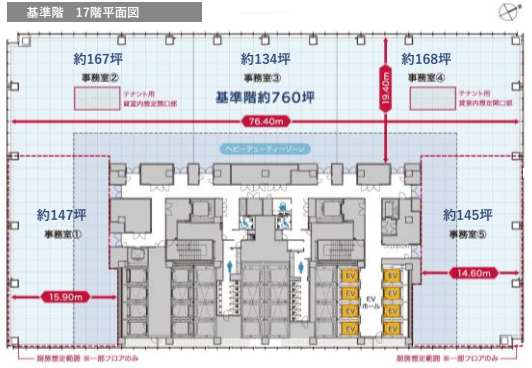 基準階　17階平面図
約167坪
事務室②
約134坪
事務室③
約168坪
事務室④
テナント用
貸室内想定開口部
基準階約760坪
テナント用
貸室内想定開口部
19.40m
76.40m
ヘビーデューティーゾーン
約147坪
事務室①
約145坪
事務室⑤
15.90m
14.60m
EV
ホール
EV EV
EV EV
EV EV
EV EV
厨房想定範囲 ※一部フロアのみ
厨房想定範囲 ※一部フロアのみ